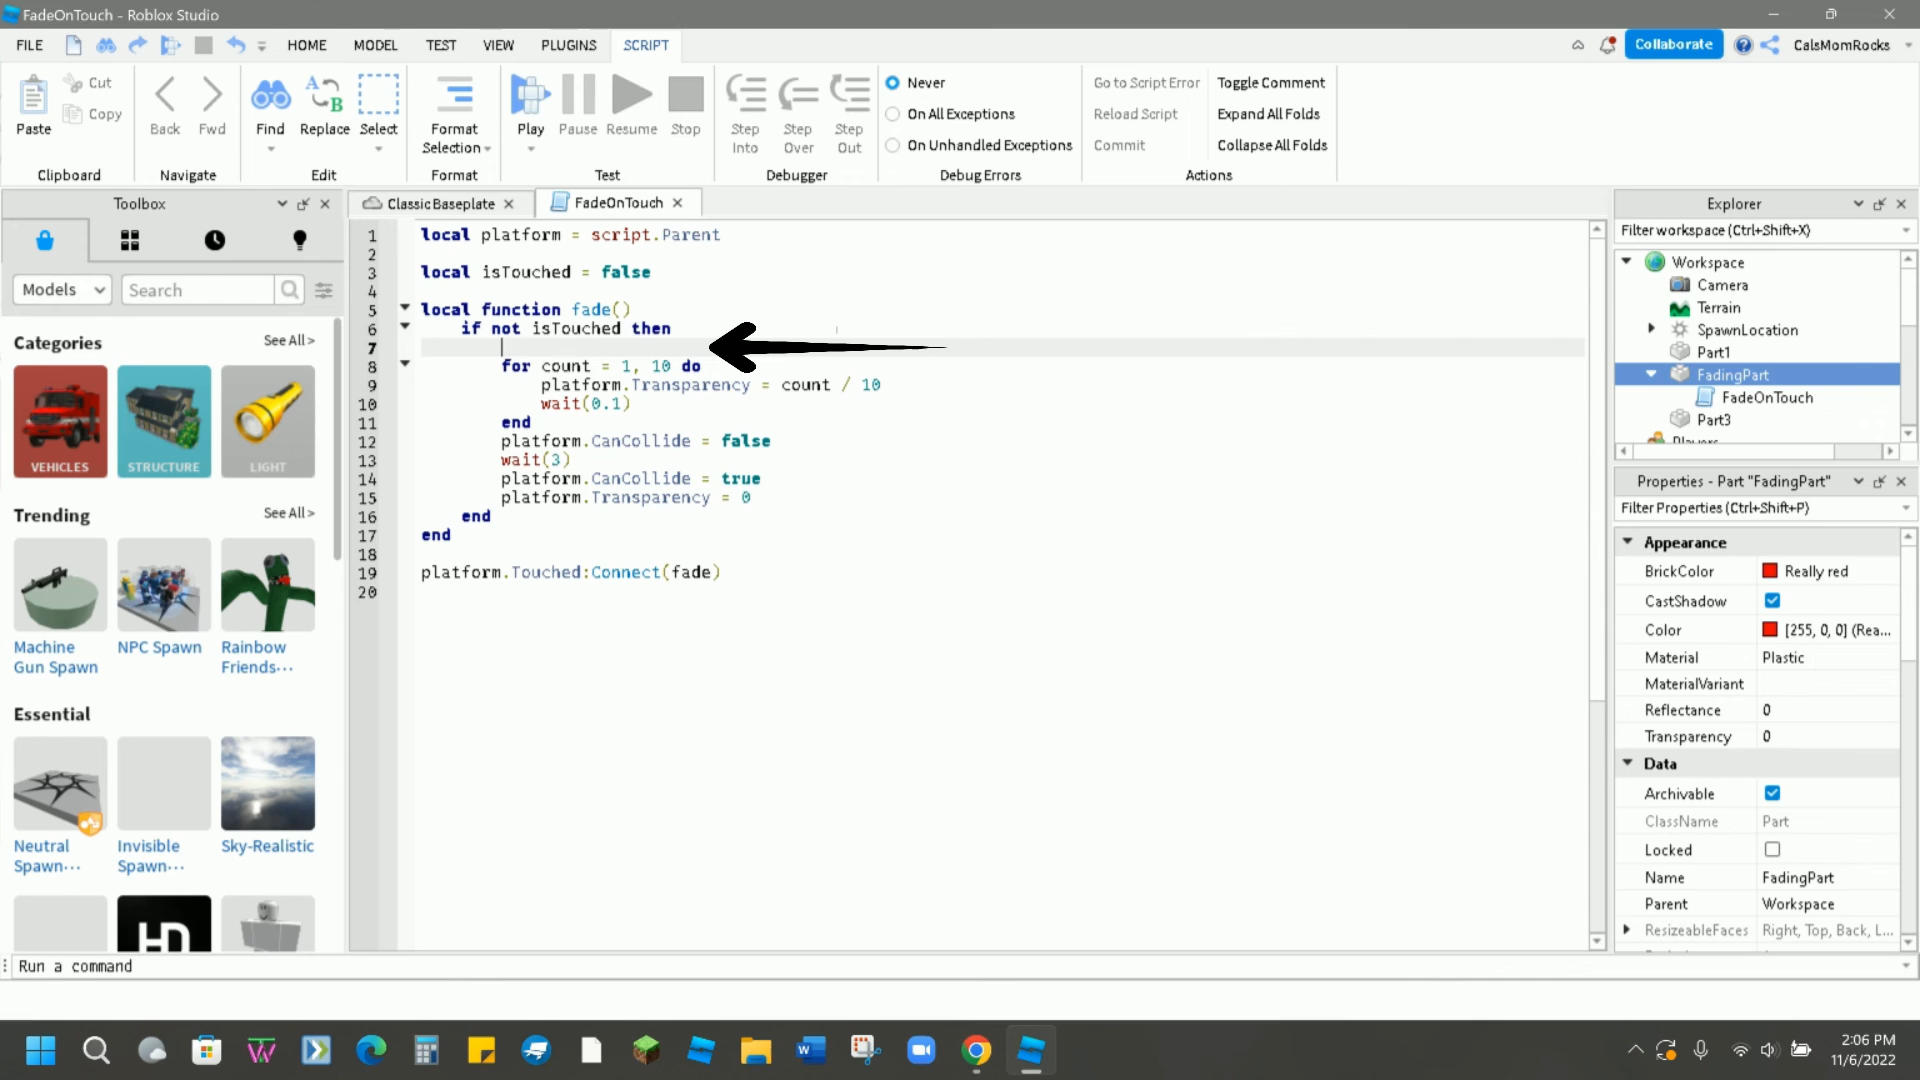 FadeOnTouch - Roblox Studio
FILE
HOME
MODEL
TEST
VIEW
PLUGINS
SCRIPT
Collaborate
CalsMomRocks
Paste
Cut
Copy
Clipboard
Back
Fwd
Navigate
Find
Replace
Select
Edit
Format
Selection
Format
Play
Pause
Resume
Stop
Test
Step
Into
Step
Over
Step
Out
Debugger
Never
On All Exceptions
On Unhandled Exceptions
Debug Errors
Go to Script Error
Reload Script
Commit
Toggle Comment
Expand All Folds
Collapse All Folds
Actions
Toolbox
Models
Search
Categories
See All >
VEHICLES
STRUCTURE
LIGHT
Trending
See All >
Machine
Gun Spawn
NPC Spawn
Rainbow
Friends...
Essential
Neutral
Spawn...
Invisible
Spawn...
Sky-Realistic
HD
ClassicBaseplate
FadeOnTouch
1 local platform = script.Parent
2
3 local isTouched = false
4
5 local function fade()
6 if not isTouched then
7
8 for count = 1, 10 do
9 platform.Transparency = count / 10
10 wait(0.1)
11 end
12 platform.CanCollide = false
13 wait(3)
14 platform.CanCollide = true
15 platform.Transparency = 0
16 end
17 end
18
19 platform.Touched:Connect(fade)
20
Explorer
Filter workspace (Ctrl+Shift+X)
Workspace
Camera
Terrain
SpawnLocation
Part1
FadingPart
FadeOnTouch
Part3
Players
Properties - Part "FadingPart"
Filter Properties (Ctrl+Shift+P)
Appearance
BrickColor Really red
CastShadow
Color [255, 0, 0] (Rea...
Material Plastic
MaterialVariant
Reflectance 0
Transparency 0
Data
Archivable
ClassName Part
Locked
Name FadingPart
Parent Workspace
ResizeableFaces Right, Top, Back, L...
Run a command
2:06 PM
11/6/2022